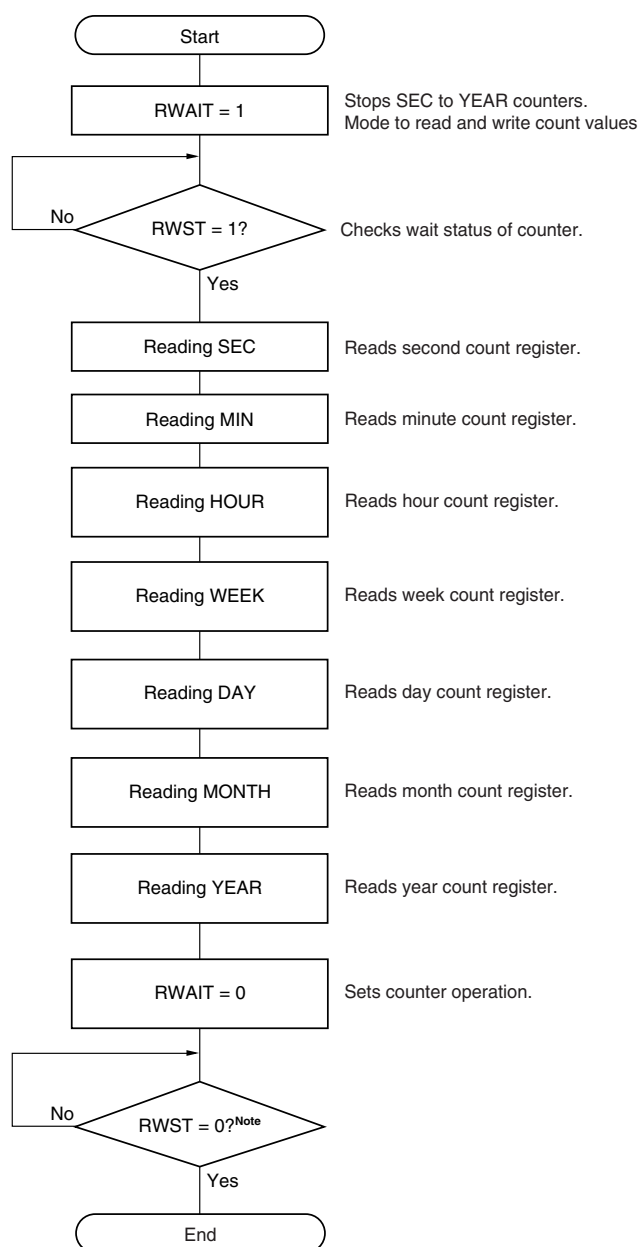 Start
RWAIT = 1
Stops SEC to YEAR counters.
Mode to read and write count values
No
RWST = 1?
Checks wait status of counter.
Yes
Reading SEC
Reads second count register.
Reading MIN
Reads minute count register.
Reading HOUR
Reads hour count register.
Reading WEEK
Reads week count register.
Reading DAY
Reads day count register.
Reading MONTH
Reads month count register.
Reading YEAR
Reads year count register.
RWAIT = 0
Sets counter operation.
No
RWST = 0?Note
Yes
End